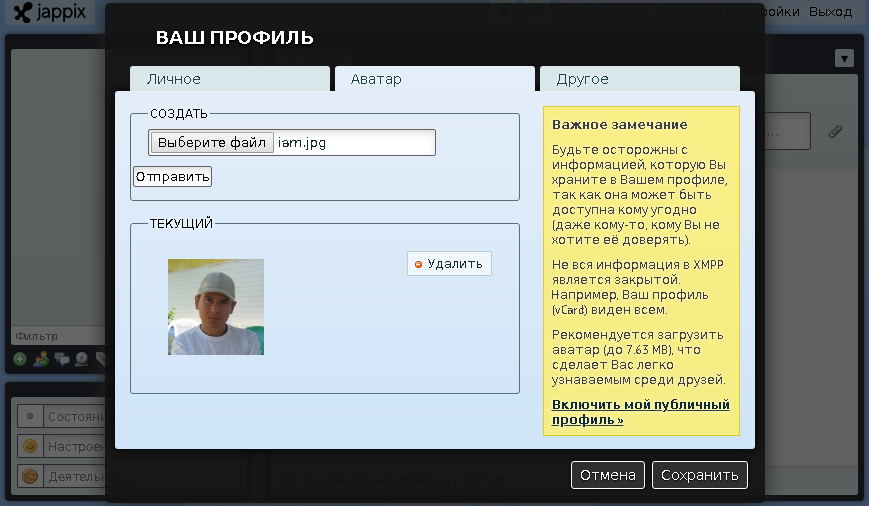 jappix
Настройки Выход
ВАШ ПРОФИЛЬ
Личное
Аватар
Другое
СОЗДАТЬ
Выберите файл iam.jpg
Отправить
ТЕКУЩИЙ
Удалить
Важное замечание
Будьте осторожны с
информацией, которую Вы
храните в Вашем профиле,
так как она может быть
доступна кому угодно
(даже кому-то, кому Вы не
хотите её доверять).
Не вся информация в XMPP
является закрытой.
Например, Ваш профиль
(vCard) виден всем.
Рекомендуется загрузить
аватар (до 7.63 MB), что
сделает Вас легко
узнаваемым среди друзей.
Включить мой публичный
профиль »
Фильтр
Состояни
Настроен
Деятельн
Отмена
Сохранить